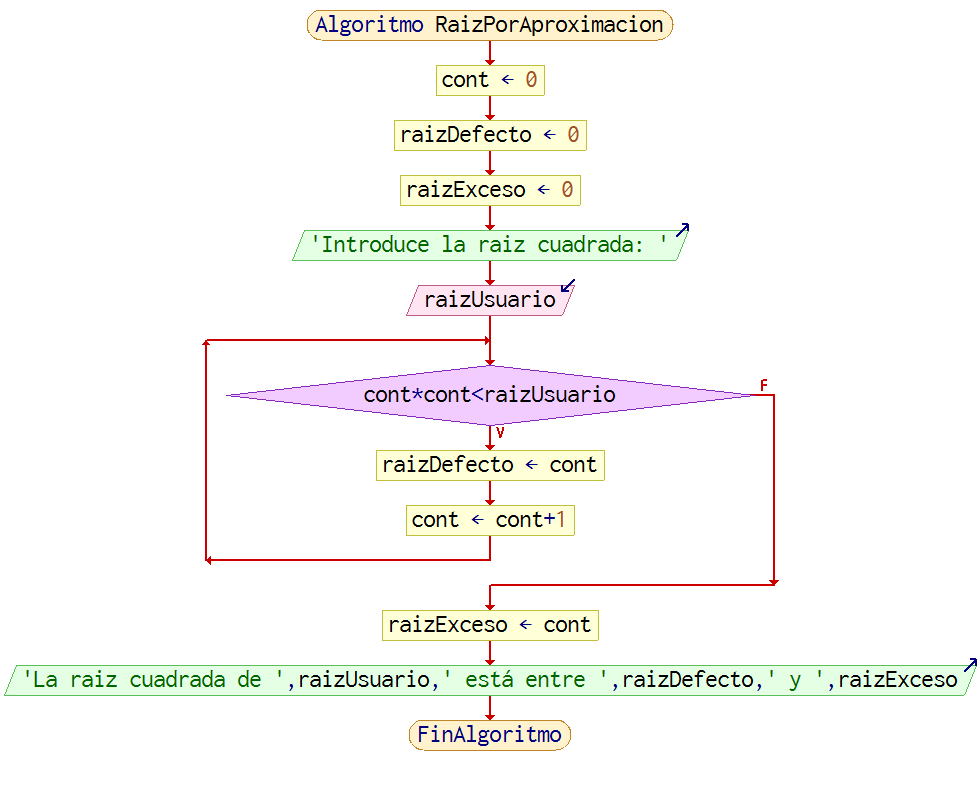 Algoritmo RaizPorAproximacion
cont ← 0
raizDefecto ← 0
raizExceso ← 0
'Introduce la raiz cuadrada: '
raizUsuario
cont*cont<raizUsuario
F
V
raizDefecto ← cont
cont ← cont+1
raizExceso ← cont
'La raiz cuadrada de ',raizUsuario,' está entre ',raizDefecto,' y ',raizExceso
FinAlgoritmo